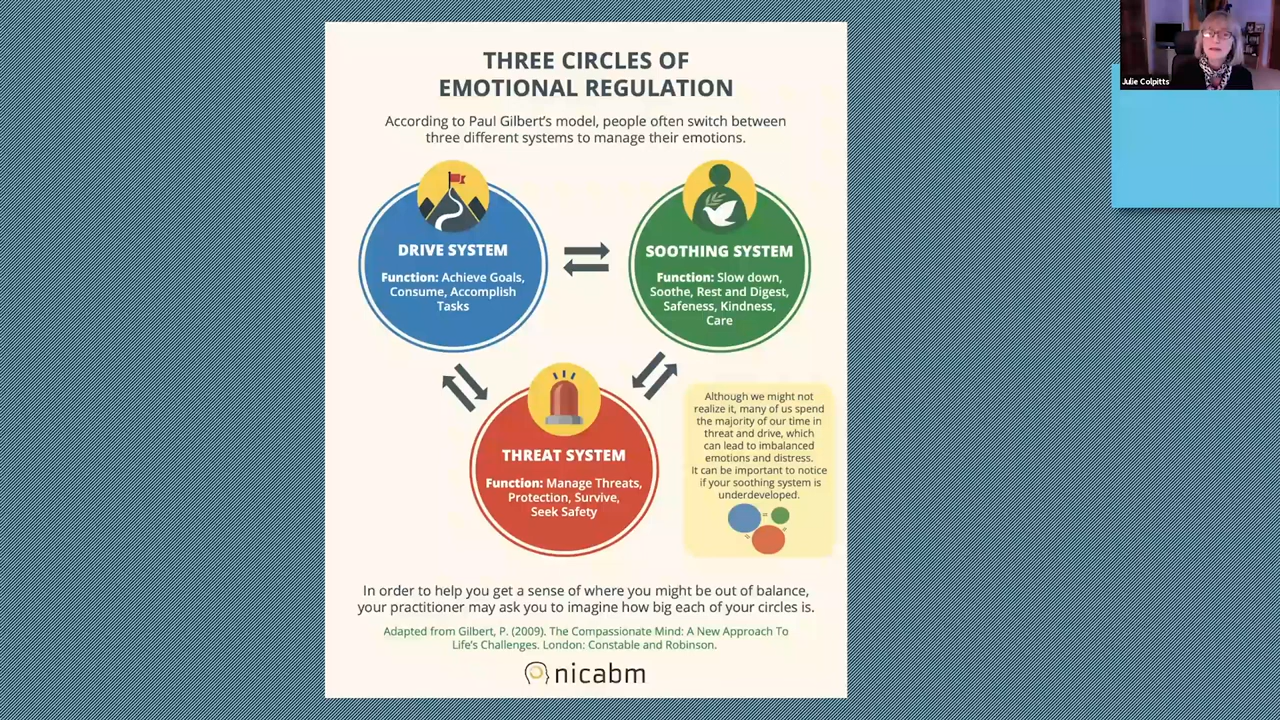 THREE CIRCLES OF
EMOTIONAL REGULATION
According to Paul Gilbert's model, people often switch between
three different systems to manage their emotions.
DRIVE SYSTEM
Function: Achieve Goals,
Consume, Accomplish
Tasks
SOOTHING SYSTEM
Function: Slow down,
Soothe, Rest and Digest,
Safeness, Kindness,
Care
THREAT SYSTEM
Function: Manage Threats,
Protection, Survive,
Seek Safety
Although we might not
realize it, many of us spend
the majority of our time in
threat and drive, which
can lead to imbalanced
emotions and distress.
It can be important to notice
if your soothing system is
underdeveloped.
In order to help you get a sense of where you might be out of balance,
your practitioner may ask you to imagine how big each of your circles is.
Adapted from Gilbert, P. (2009). The Compassionate Mind: A New Approach To
Life's Challenges. London: Constable and Robinson.
nicabm
Julie Colpitts